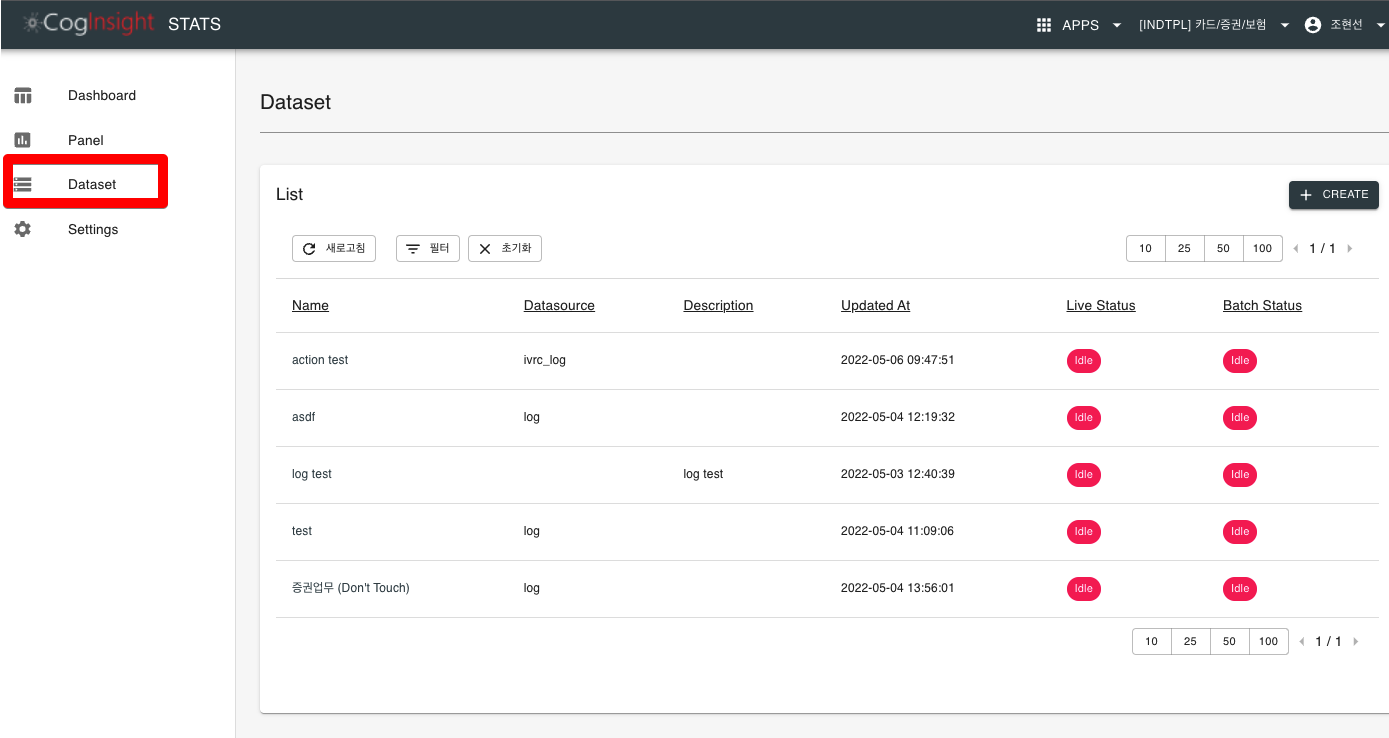 CogInsight STATS APPS [INDTPL] 카드/증권/보험 조현선
Dashboard
Panel
Dataset
Settings
Dataset
List
CREATE
새로고침 필터 초기화 10 25 50 100 1 / 1
Name Datasource Description Updated At Live Status Batch Status
action test ivrc_log 2022-05-06 09:47:51 Idle Idle
asdf log 2022-05-04 12:19:32 Idle Idle
log test log test 2022-05-03 12:40:39 Idle Idle
test log 2022-05-04 11:09:06 Idle Idle
증권업무 (Don't Touch) log 2022-05-04 13:56:01 Idle Idle
10 25 50 100 1 / 1